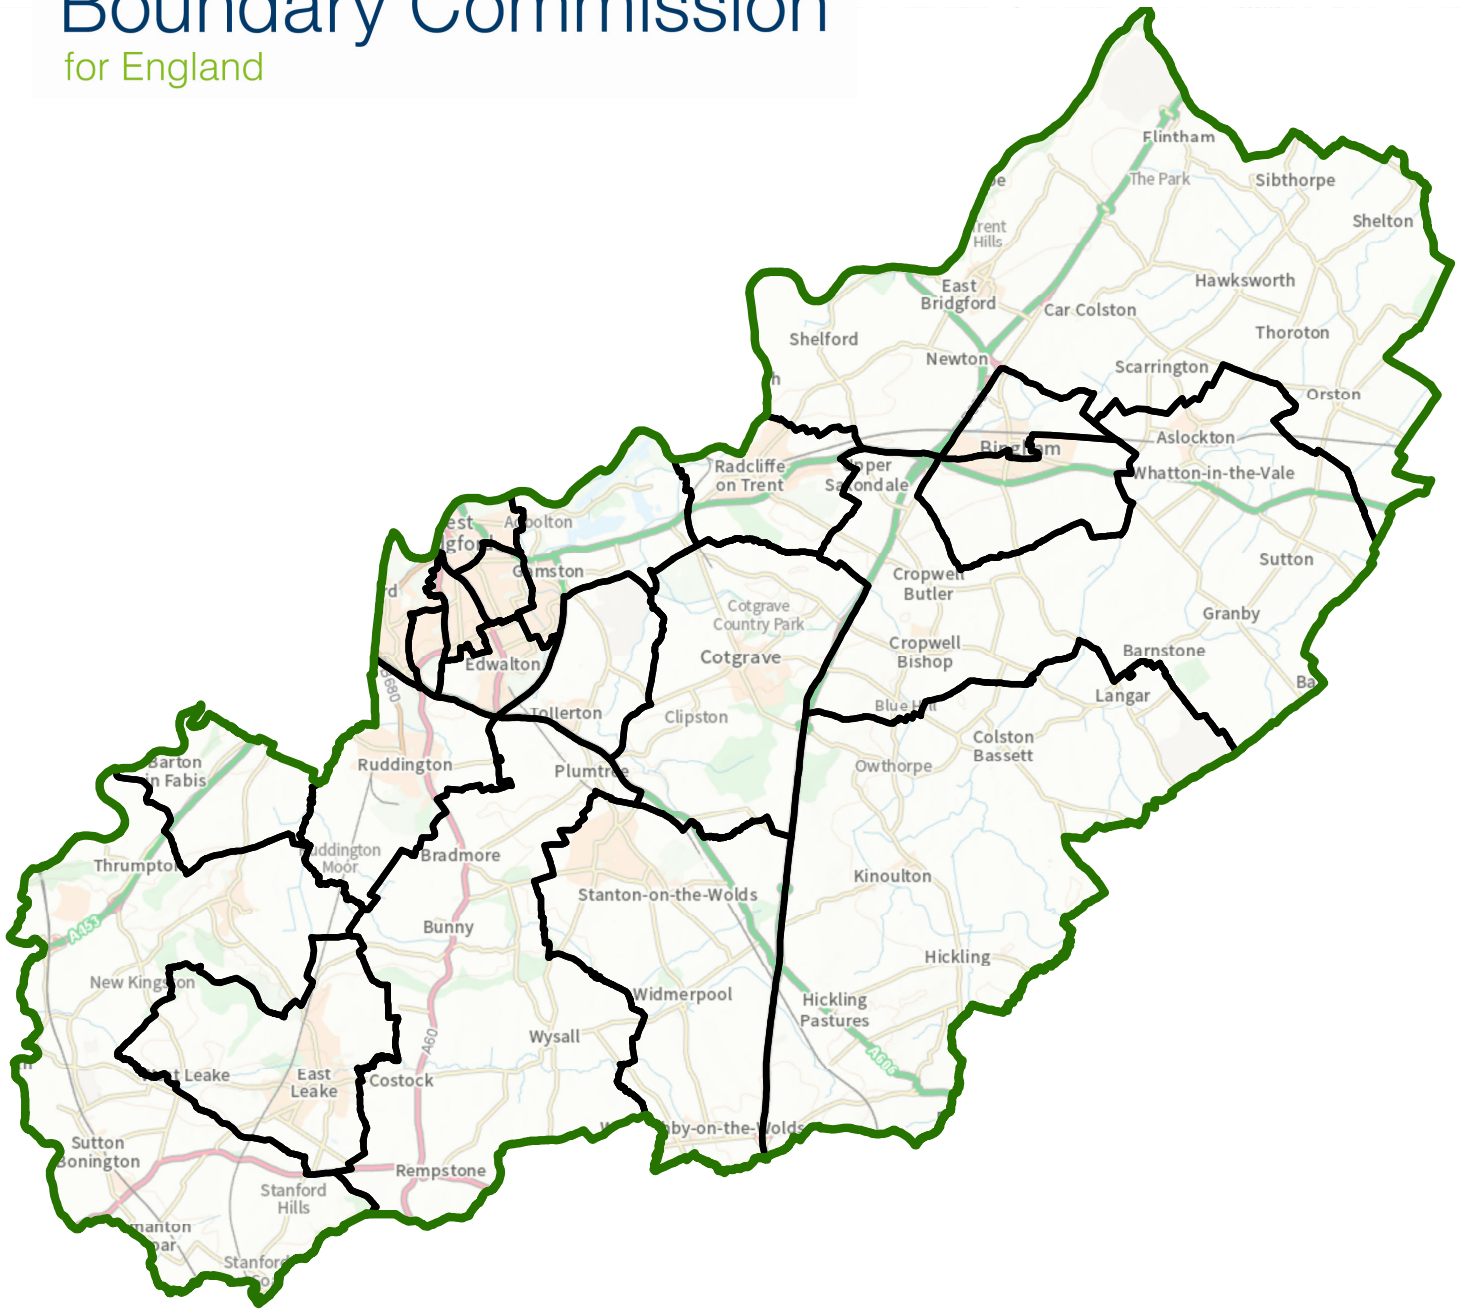 Boundary Commission
for England
Flintham
The Park
Sibthorpe
Shelton
Hills
Hawksworth
East
Bridgford
Car Colston
Thoroton
Shelford
Newton
Scarrington
Orston
Aslockton
Bingham
Radcliffe
on Trent
Whatton-in-the-Vale
Gamston
Sutton
Cropwell
Butler
Cotgrave
Country Park
Granby
Cropwell
Bishop
Barnstone
Cotgrave
Edwalton
Langar
Clipston
Tollerton
Colston
Bassett
Owthorpe
Ruddington
Plumtree
Barton
in Fabis
Moor
Bradmore
Thrumpton
Kinoulton
Stanton-on-the-Wolds
A453
Bunny
Hickling
New Kingston
Widmerpool
Hickling
Pastures
Wysall
A60
A606
Leake
East
Leake
Costock
Sutton
Bonington
Rempstone
Stanford
Hills